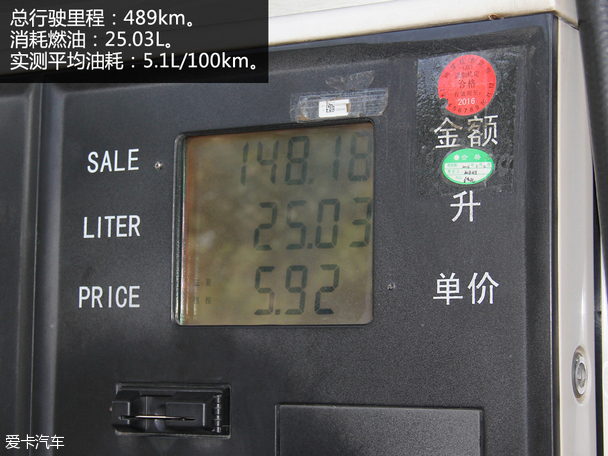 总行驶里程：489km。
消耗燃油：25.03L。
实测平均油耗：5.1L/100km。
合格
2016
SALE 148.18 金额
合格
LITER 25.03 升
PRICE 5.92 单价
爱卡汽车